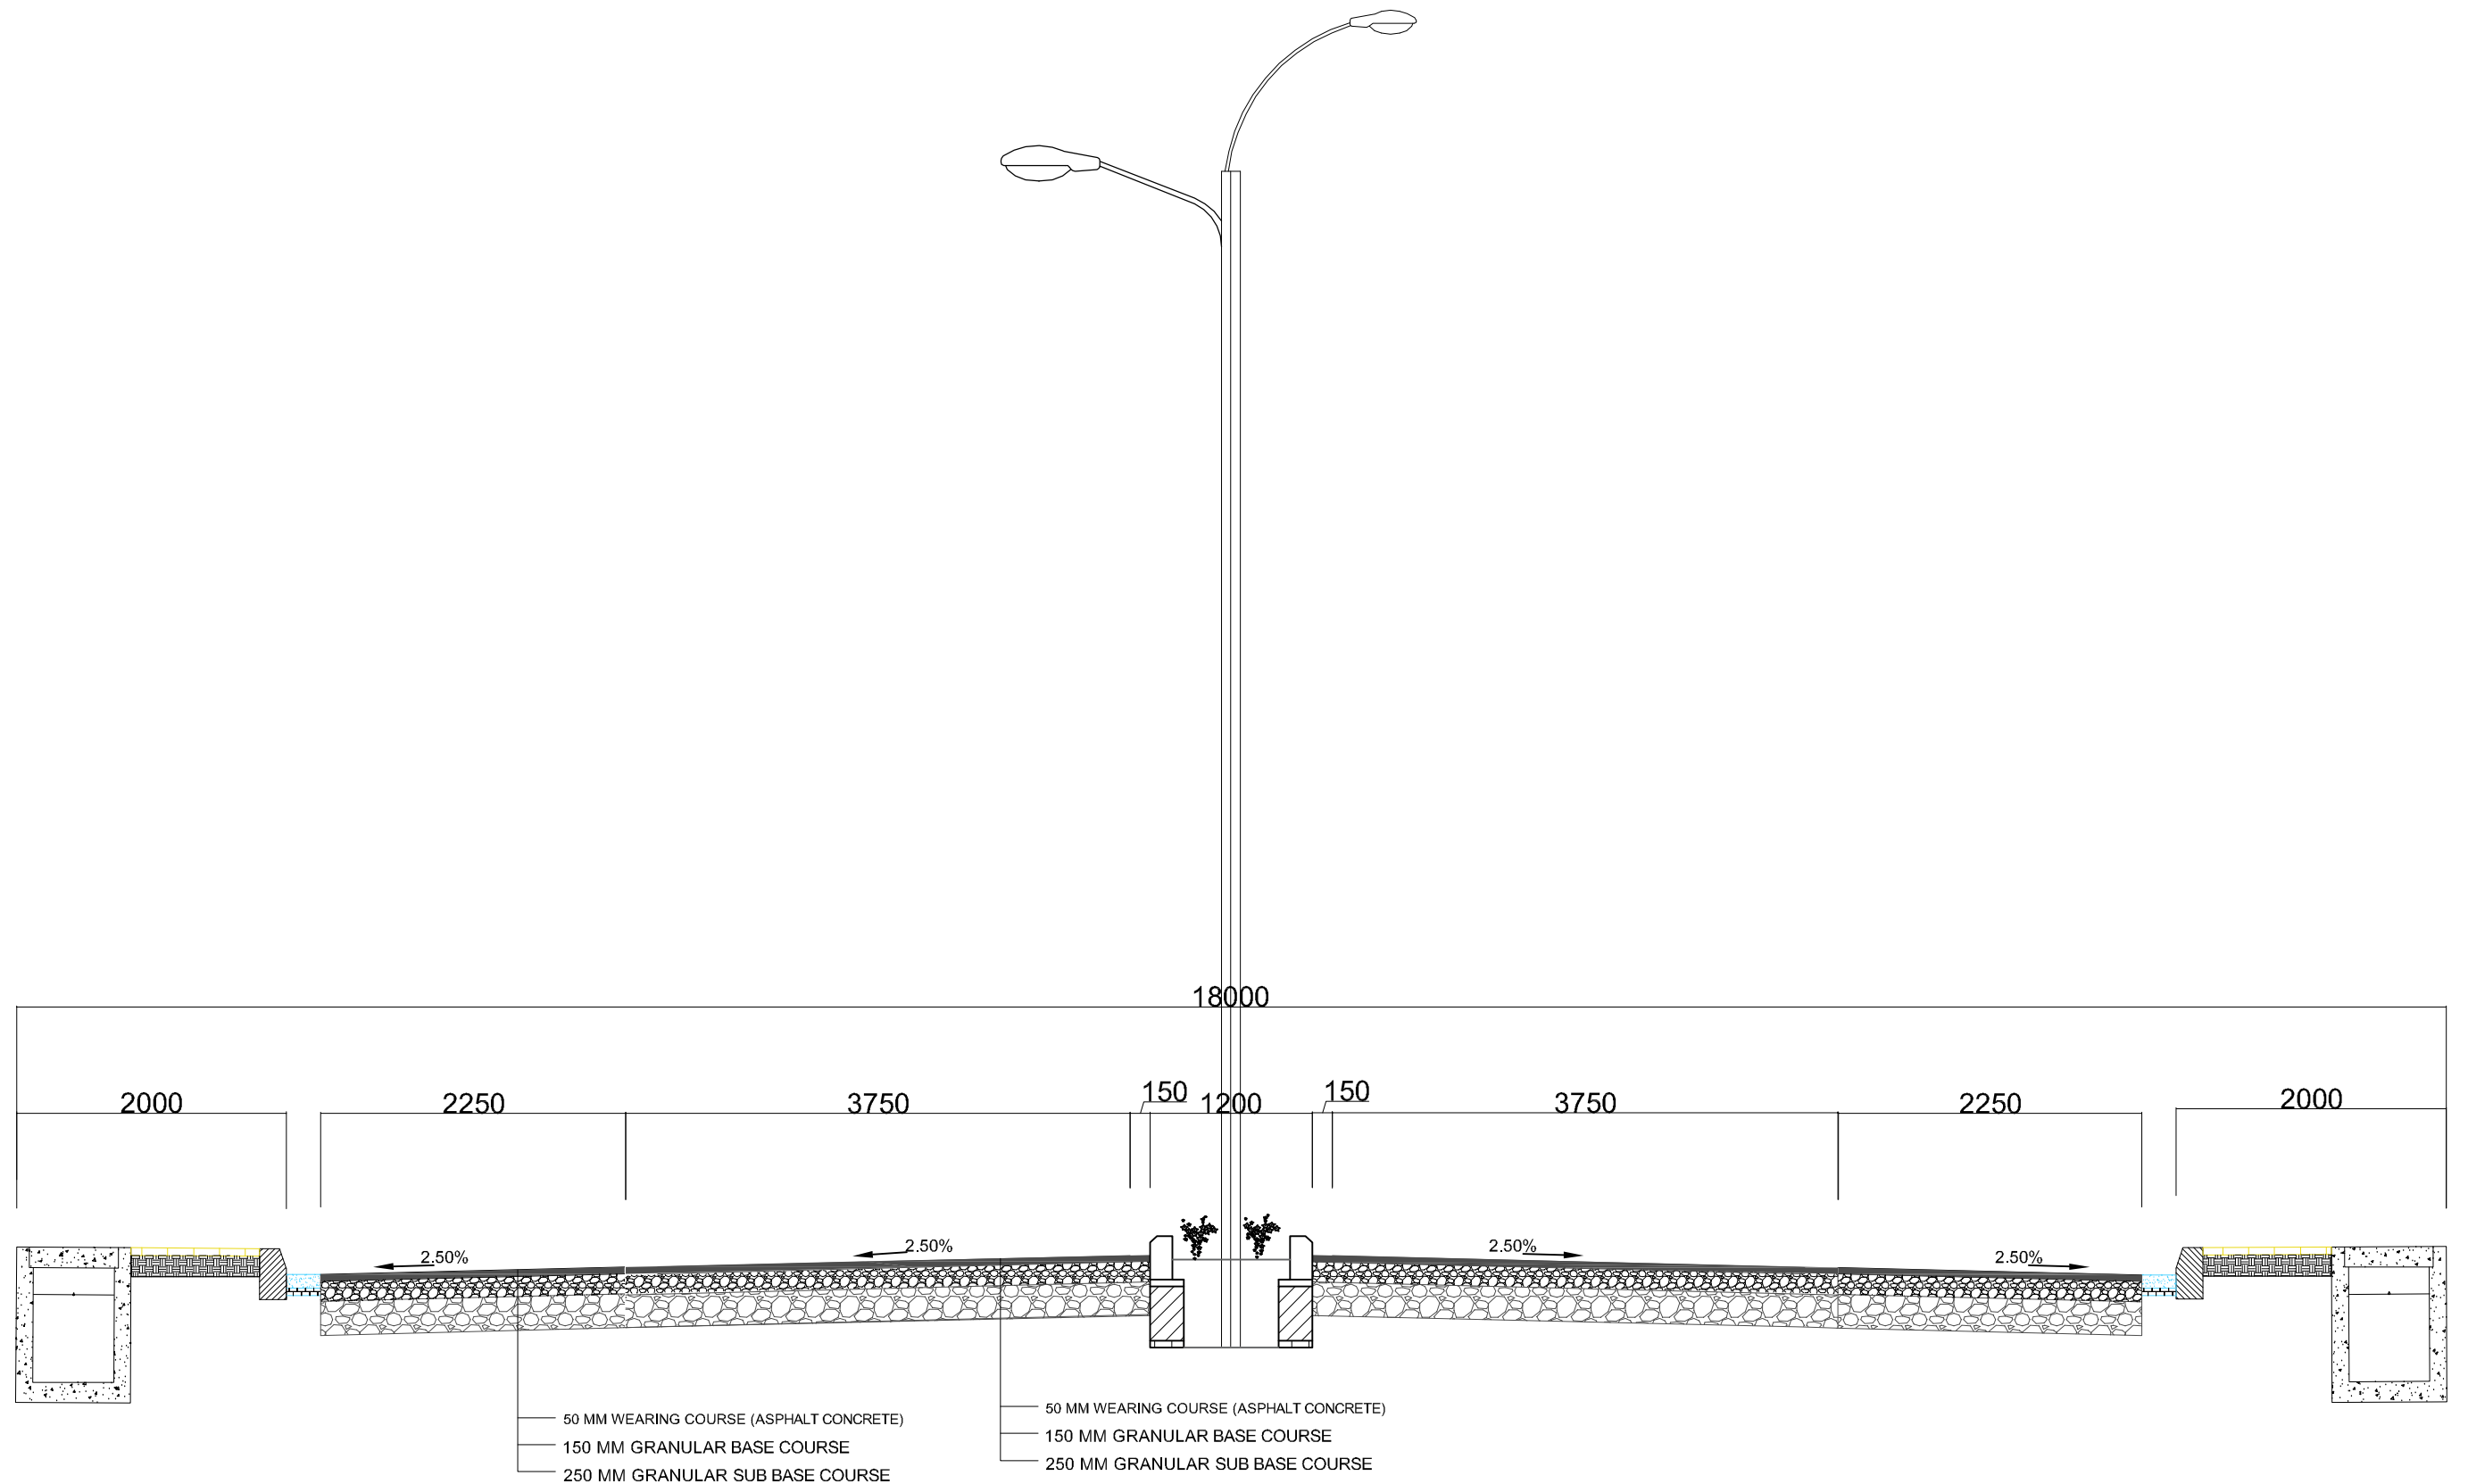 18000
2000
2250
3750
150
1200
150
3750
2250
2000
2.50%
2.50%
2.50%
2.50%
50 MM WEARING COURSE (ASPHALT CONCRETE)
150 MM GRANULAR BASE COURSE
250 MM GRANULAR SUB BASE COURSE
50 MM WEARING COURSE (ASPHALT CONCRETE)
150 MM GRANULAR BASE COURSE
250 MM GRANULAR SUB BASE COURSE